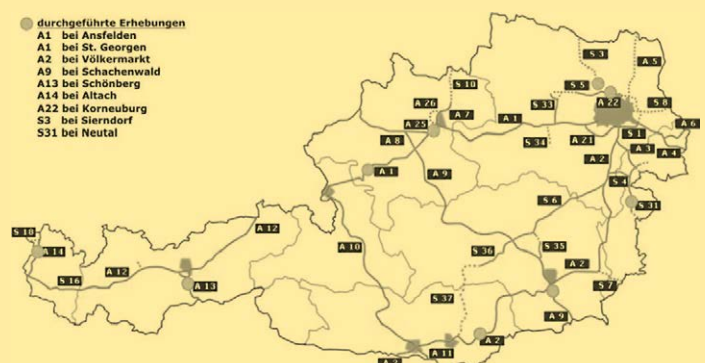 durchgeführte Erhebungen
A1 bei Ansfelden
A1 bei St. Georgen
A2 bei Völkermarkt
A9 bei Schachenwald
A13 bei Schönberg
A14 bei Altach
A22 bei Korneuburg
S3 bei Sierndorf
S31 bei Neutal
S 3
A 5
S 10
S 5
A 26
S 33
A 22
S 8
A 25
A 7
A 1
A 6
A 8
S 34
A 21
S 1
A 3
A 2
A 4
A 1
A 9
S 4
S 6
S 31
S 18
A 12
A 14
A 10
S 36
S 35
A 12
A 2
S 16
A 13
S 7
S 37
A 9
A 2
A 11